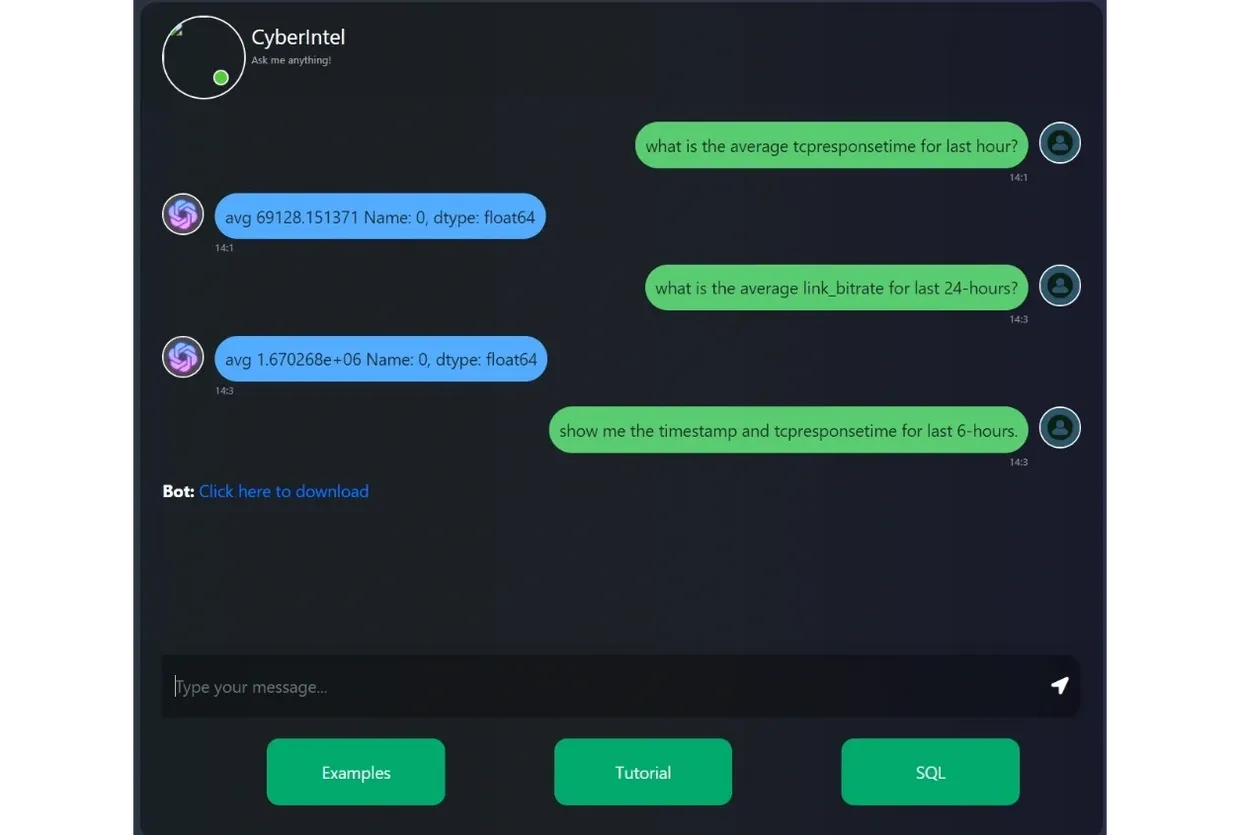 CyberIntel
Ask me anything!
what is the average tcpresponsetime for last hour?
14:1
avg 69128.151371 Name: 0, dtype: float64
14:1
what is the average link_bitrate for last 24-hours?
14:3
avg 1.670268e+06 Name: 0, dtype: float64
14:3
show me the timestamp and tcpresponsetime for last 6-hours.
14:3
Bot: Click here to download
Type your message...
Examples
Tutorial
SQL